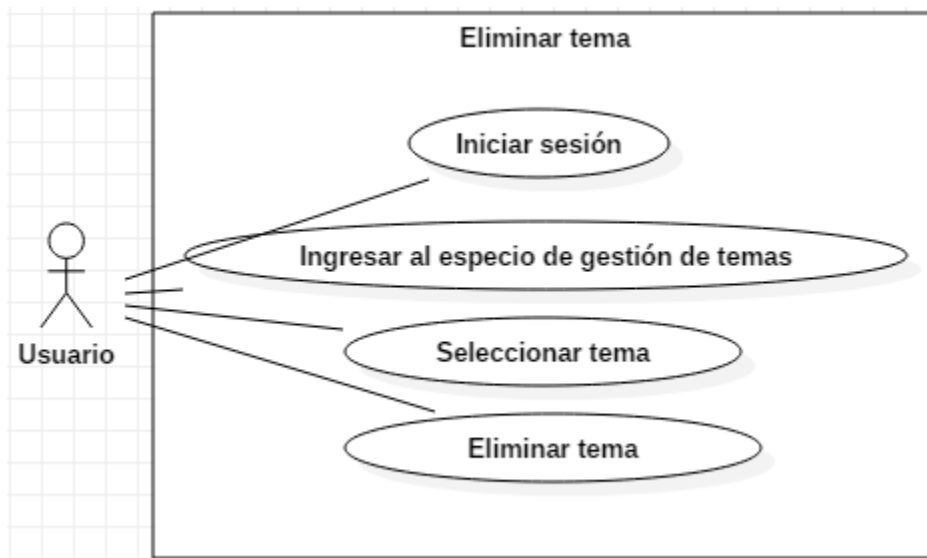 Eliminar tema
Iniciar sesión
Ingresar al especio de gestión de temas
Usuario
Seleccionar tema
Eliminar tema